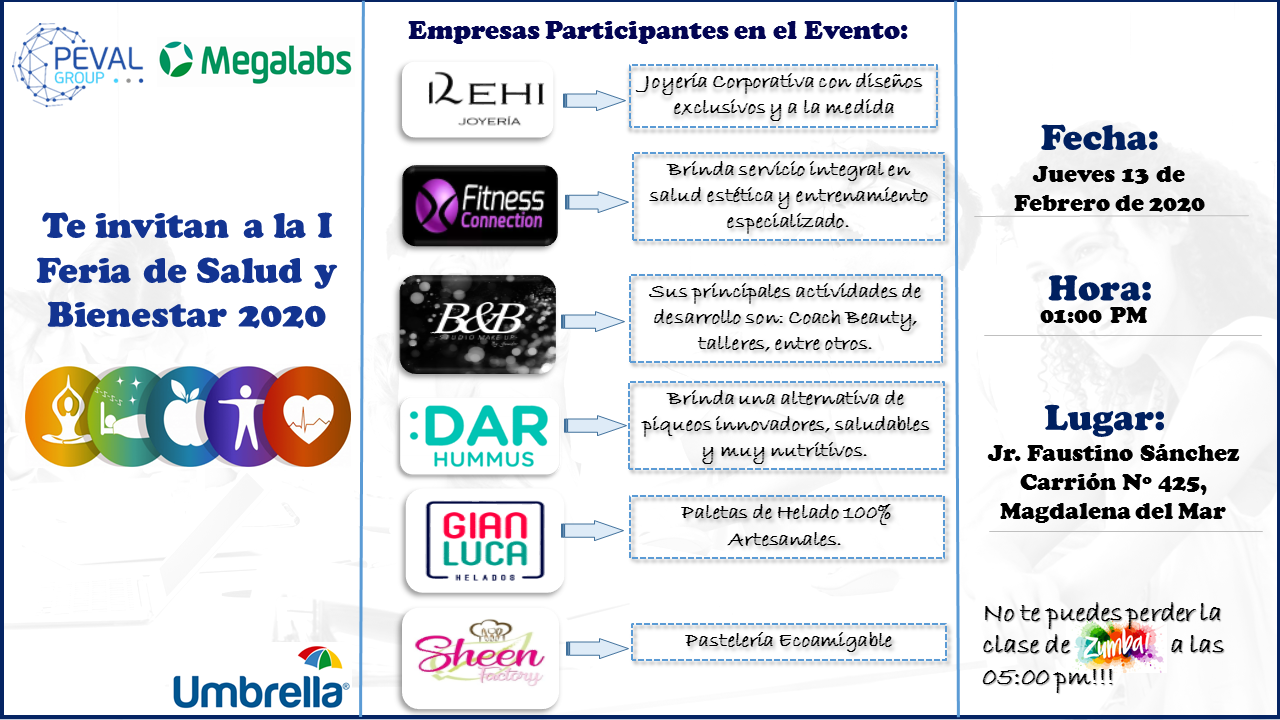 PEVAL
GROUP
Megalabs
Te invitan a la I
Feria de Salud y
Bienestar 2020
Umbrella®
Empresas Participantes en el Evento:
REHI
JOYERÍA
Joyería Corporativa con diseños
exclusivos y a la medida
Fitness
Connection
Brinda servicio integral en
salud estética y entrenamiento
especializado.
B&B
STUDIO MAKE UP
Sus principales actividades de
desarrollo son: Coach Beauty,
talleres, entre otros.
:DAR
HUMMUS
Brinda una alternativa de
piqueos innovadores, saludables
y muy nutritivos.
GIAN
LUCA
HELADOS
Paletas de Helado 100%
Artesanales.
Sheen
Factory
Pastelería Ecoamigable
Fecha:
Jueves 13 de
Febrero de 2020
Hora:
01:00 PM
Lugar:
Jr. Faustino Sánchez
Carrión Nº 425,
Magdalena del Mar
No te puedes perder la
clase de Zumba! a las
05:00 pm!!!